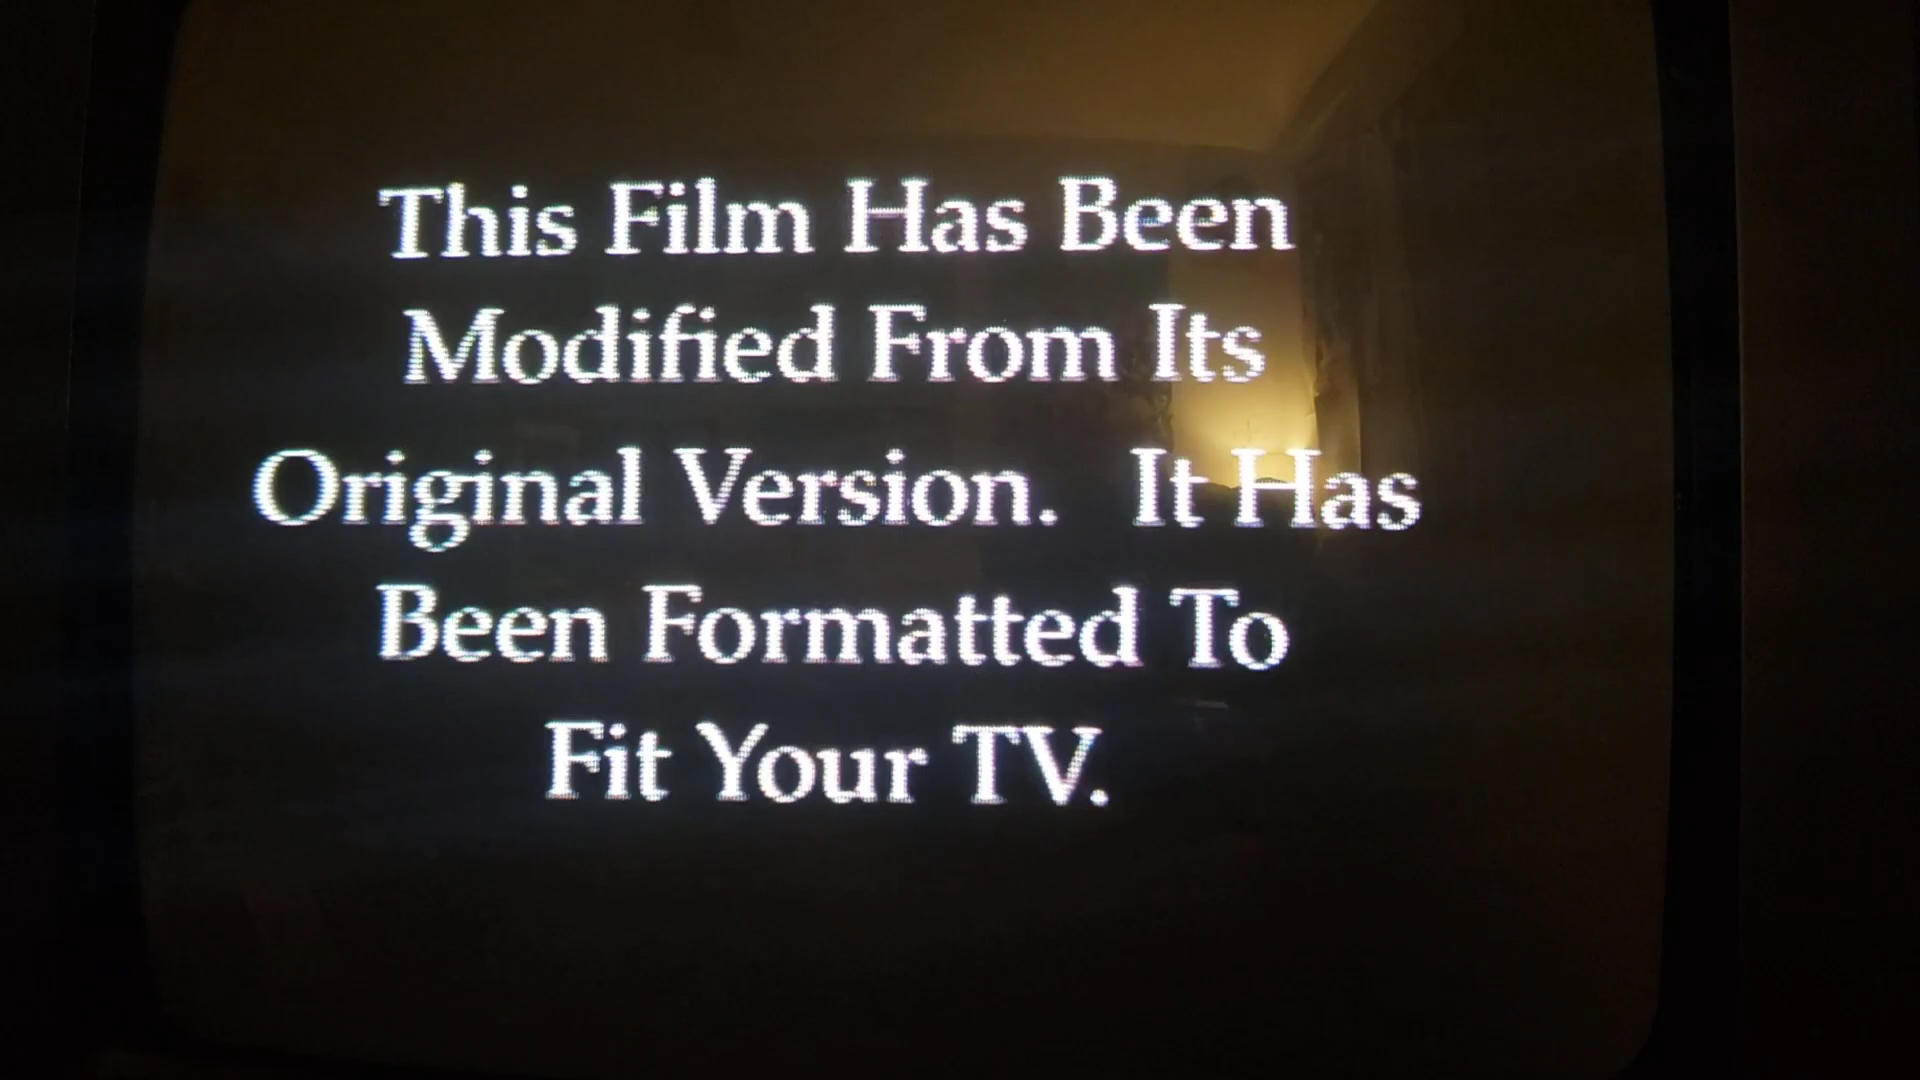 This Film Has Been
Modified From Its
Original Version. It Has
Been Formatted To
Fit Your TV.